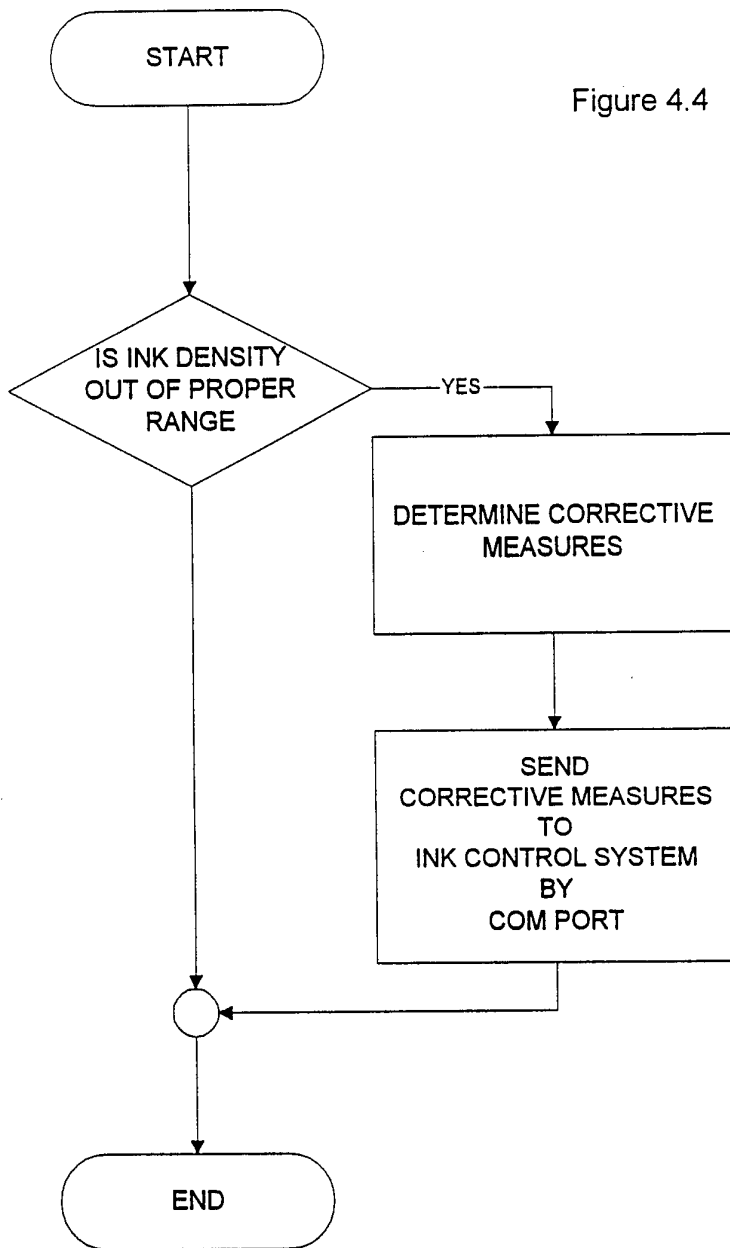 START
Figure 4.4
IS INK DENSITY
OUT OF PROPER
RANGE
YES
DETERMINE CORRECTIVE
MEASURES
SEND
CORRECTIVE MEASURES
TO
INK CONTROL SYSTEM
BY
COM PORT
END